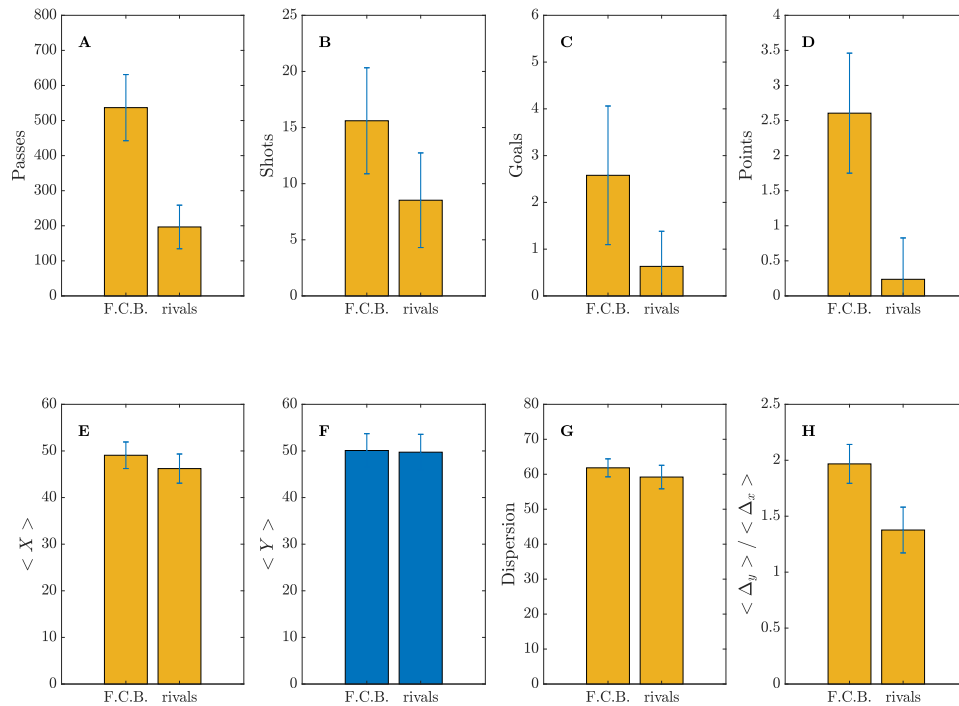 A
Passes
800
700
600
500
400
300
200
100
0
F.C.B. rivals
B
Shots
25
20
15
10
5
0
F.C.B. rivals
C
Goals
6
5
4
3
2
1
0
F.C.B. rivals
D
Points
4
3.5
3
2.5
2
1.5
1
0.5
0
F.C.B. rivals
E
< X >
60
50
40
30
20
10
0
F.C.B. rivals
F
< Y >
60
50
40
30
20
10
0
F.C.B. rivals
G
Dispersion
80
70
60
50
40
30
20
10
0
F.C.B. rivals
H
< Δy > / < Δx >
2.5
2
1.5
1
0.5
0
F.C.B. rivals